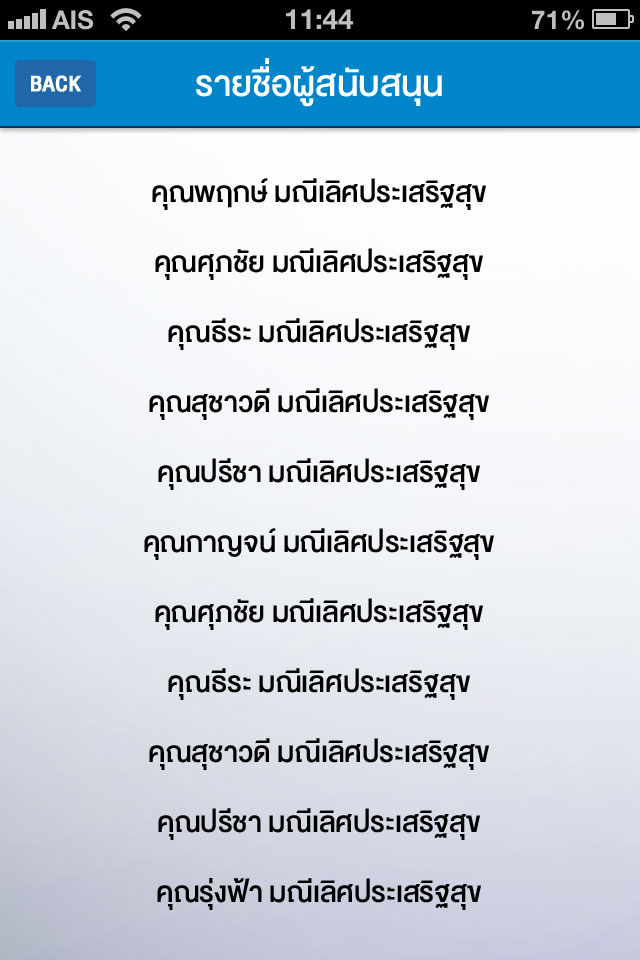 AIS 11:44 71%
BACK รายชื่อผู้สนับสนุน
คุณพฤกษ์ มณีเลิศประเสริฐสุข
คุณศุภชัย มณีเลิศประเสริฐสุข
คุณธีระ มณีเลิศประเสริฐสุข
คุณสุชาวดี มณีเลิศประเสริฐสุข
คุณปรีชา มณีเลิศประเสริฐสุข
คุณกาญจน์ มณีเลิศประเสริฐสุข
คุณศุภชัย มณีเลิศประเสริฐสุข
คุณธีระ มณีเลิศประเสริฐสุข
คุณสุชาวดี มณีเลิศประเสริฐสุข
คุณปรีชา มณีเลิศประเสริฐสุข
คุณรุ่งฟ้า มณีเลิศประเสริฐสุข